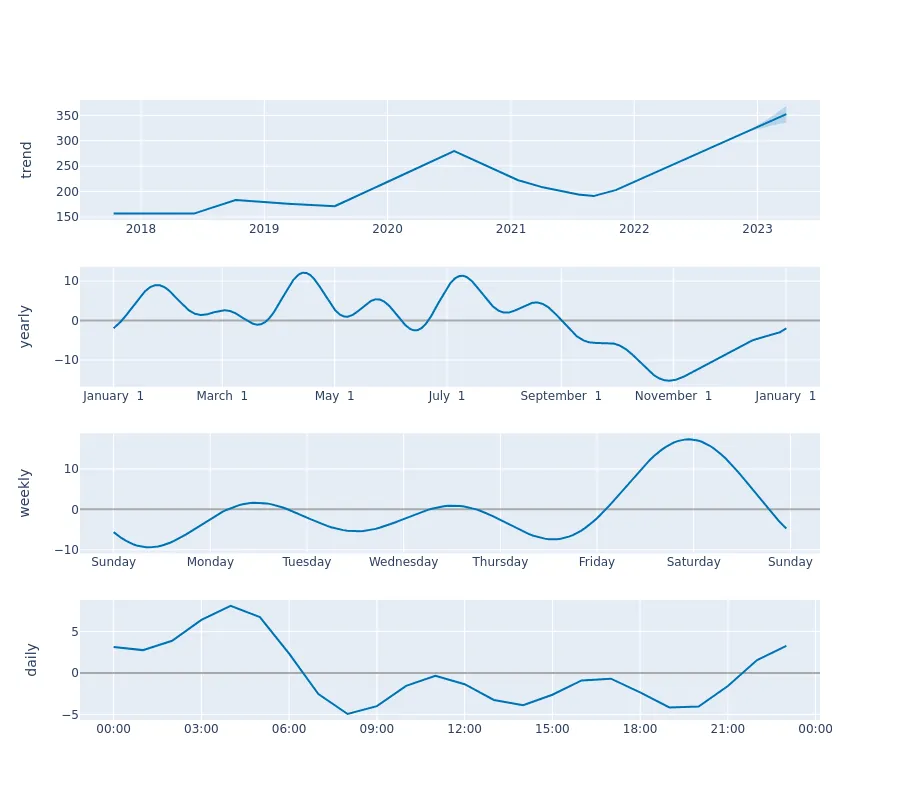 trend
350
300
250
200
150
2018 2019 2020 2021 2022 2023
yearly
10
0
−10
January 1 March 1 May 1 July 1 September 1 November 1 January 1
weekly
10
0
−10
Sunday Monday Tuesday Wednesday Thursday Friday Saturday Sunday
daily
5
0
−5
00:00 03:00 06:00 09:00 12:00 15:00 18:00 21:00 00:00